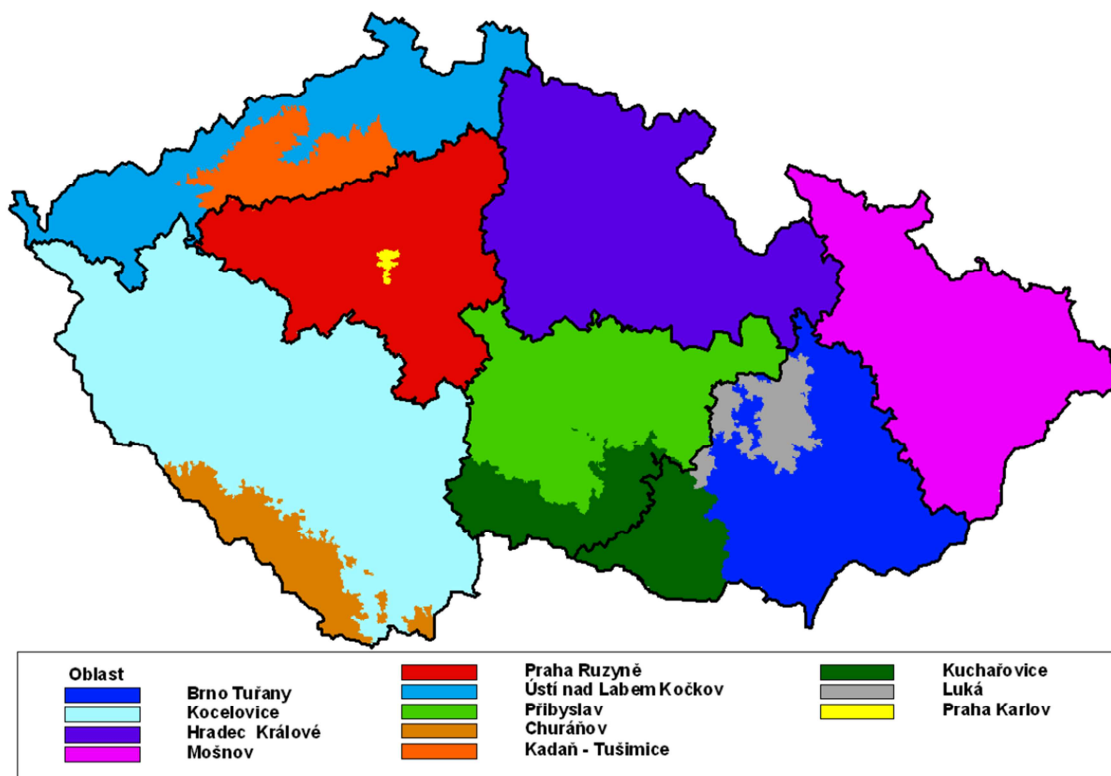 Oblast
Brno Tuřany
Kocelovice
Hradec Králové
Mošnov
Praha Ruzyně
Ústí nad Labem Kočkov
Přibyslav
Churáňov
Kadaň - Tušimice
Kuchařovice
Luká
Praha Karlov